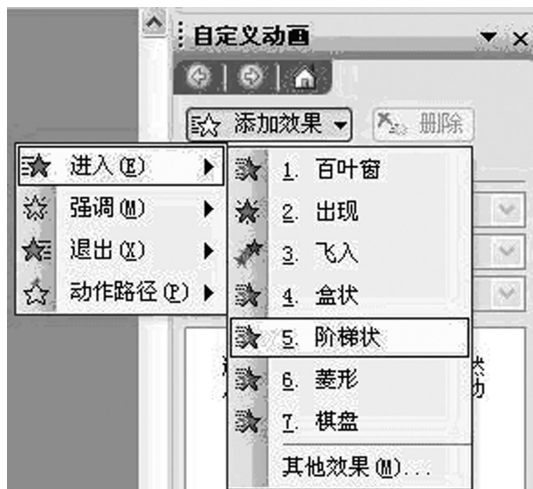 自定义动画
添加效果 删除
进入(E)
强调(M)
退出(X)
动作路径(P)
1. 百叶窗
2. 出现
3. 飞入
4. 盒状
5. 阶梯状
6. 菱形
7. 棋盘
其他效果(M)...